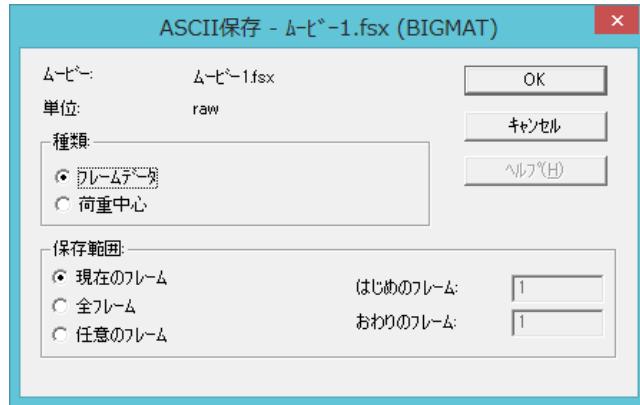 ASCII保存 - ﾑｰﾋﾞｰ1.fsx (BIGMAT)
ﾑｰﾋﾞｰ: ﾑｰﾋﾞｰ1.fsx
OK
単位: raw
ｷｬﾝｾﾙ
種類:
ﾍﾙﾌﾟ(H)
ﾌﾚｰﾑﾃﾞｰﾀ
荷重中心
保存範囲:
現在のﾌﾚｰﾑ
はじめのﾌﾚｰﾑ: 1
全ﾌﾚｰﾑ
おわりのﾌﾚｰﾑ: 1
任意のﾌﾚｰﾑ